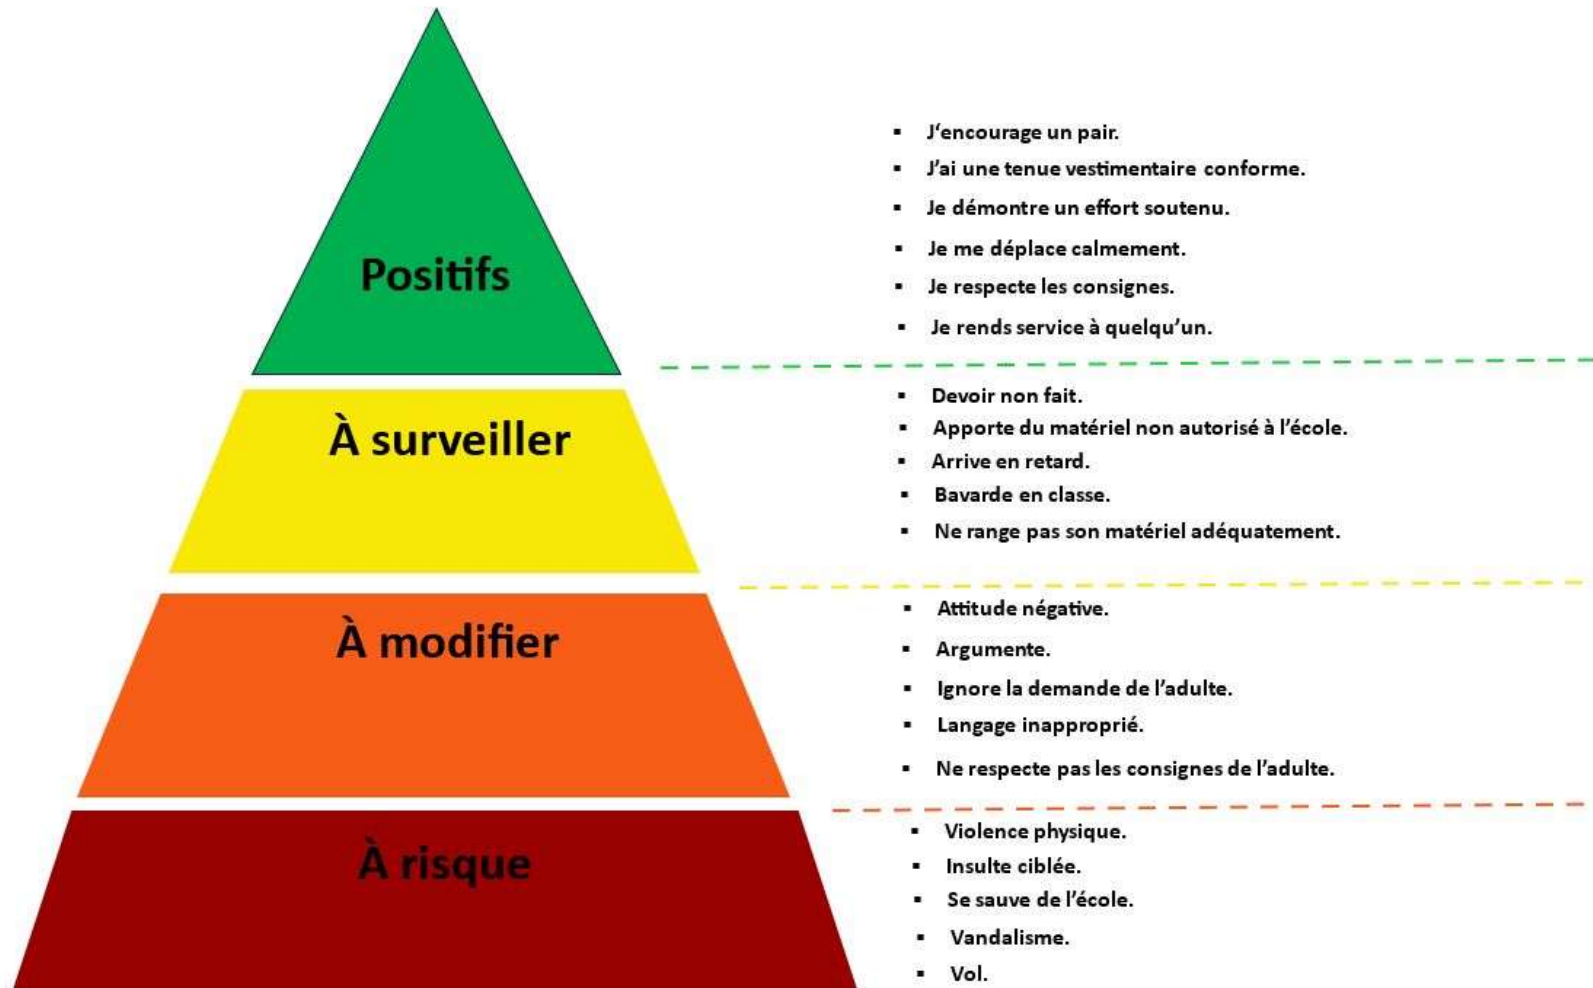 Positifs
▪ J‘encourage un pair.
▪ J’ai une tenue vestimentaire conforme.
▪ Je démontre un effort soutenu.
▪ Je me déplace calmement.
▪ Je respecte les consignes.
▪ Je rends service à quelqu’un.
À surveiller
▪ Devoir non fait.
▪ Apporte du matériel non autorisé à l’école.
▪ Arrive en retard.
▪ Bavarde en classe.
▪ Ne range pas son matériel adéquatement.
À modifier
▪ Attitude négative.
▪ Argumente.
▪ Ignore la demande de l’adulte.
▪ Langage inapproprié.
▪ Ne respecte pas les consignes de l’adulte.
À risque
▪ Violence physique.
▪ Insulte ciblée.
▪ Se sauve de l’école.
▪ Vandalisme.
▪ Vol.